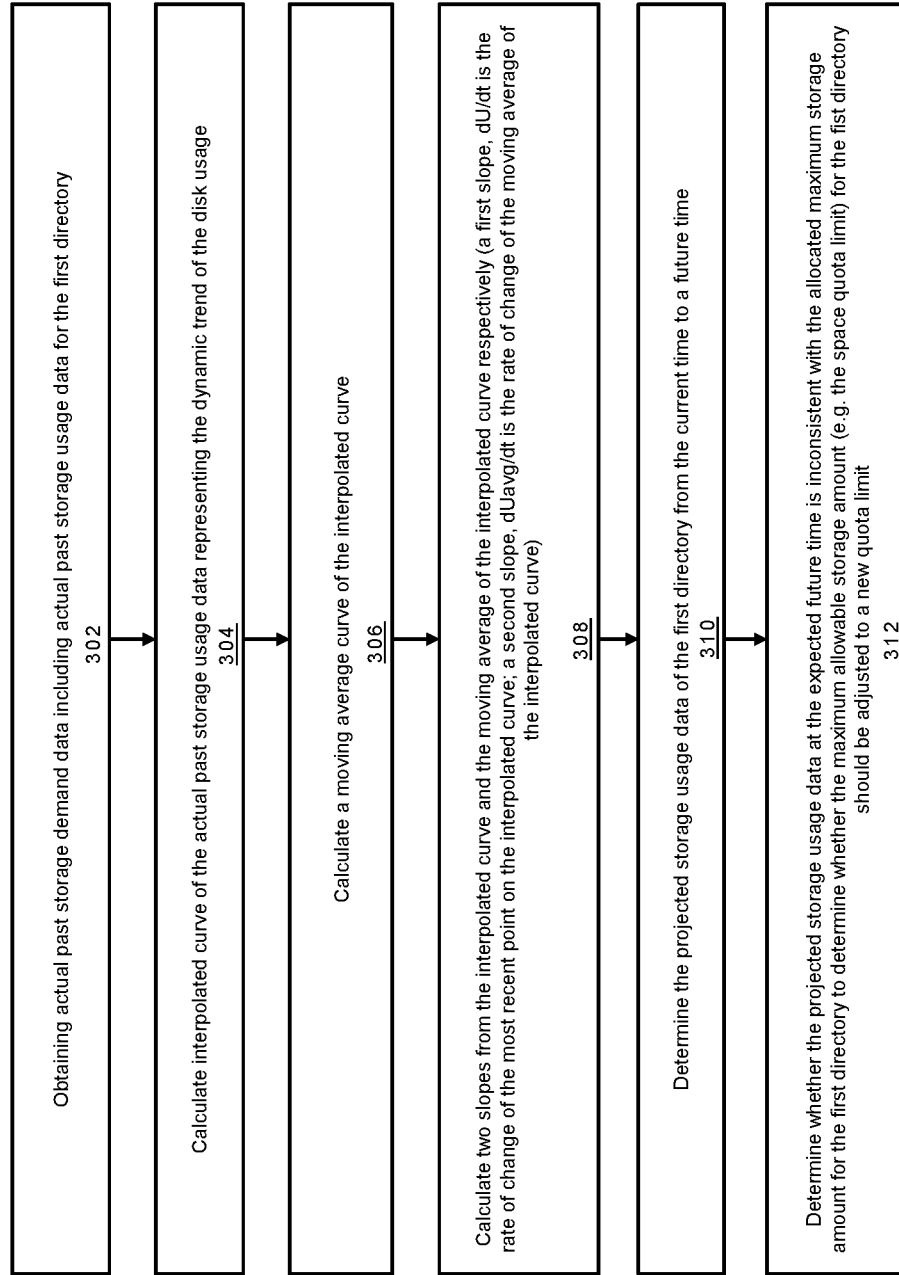 Obtaining actual past storage demand data including actual past storage usage data for the first directory
302
Calculate interpolated curve of the actual past storage usage data representing the dynamic trend of the disk usage
304
Calculate a moving average curve of the interpolated curve
306
Calculate two slopes from the interpolated curve and the moving average of the interpolated curve respectively (a first slope, dU/dt is the
rate of change of the most recent point on the interpolated curve; a second slope, dUavg/dt is the rate of change of the moving average of
the interpolated curve)
308
Determine the projected storage usage data of the first directory from the current time to a future time
310
Determine whether the projected storage usage data at the expected future time is inconsistent with the allocated maximum storage
amount for the first directory to determine whether the maximum allowable storage amount (e.g. the space quota limit) for the fist directory
should be adjusted to a new quota limit
312